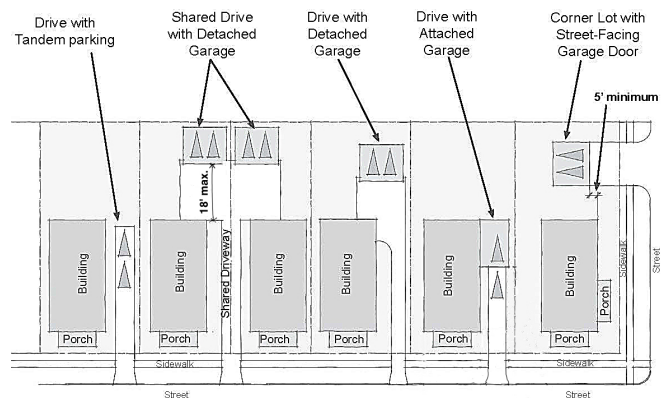 Drive with
Tandem parking
Shared Drive
with Detached
Garage
Drive with
Detached
Garage
Drive with
Attached
Garage
Corner Lot with
Street-Facing
Garage Door
5' minimum
18' max.
Building
Building
Shared Driveway
Building
Building
Building
Building
Porch
Sidewalk
Street
Porch
Porch
Porch
Porch
Porch
Porch
Sidewalk
Sidewalk
Street
Street